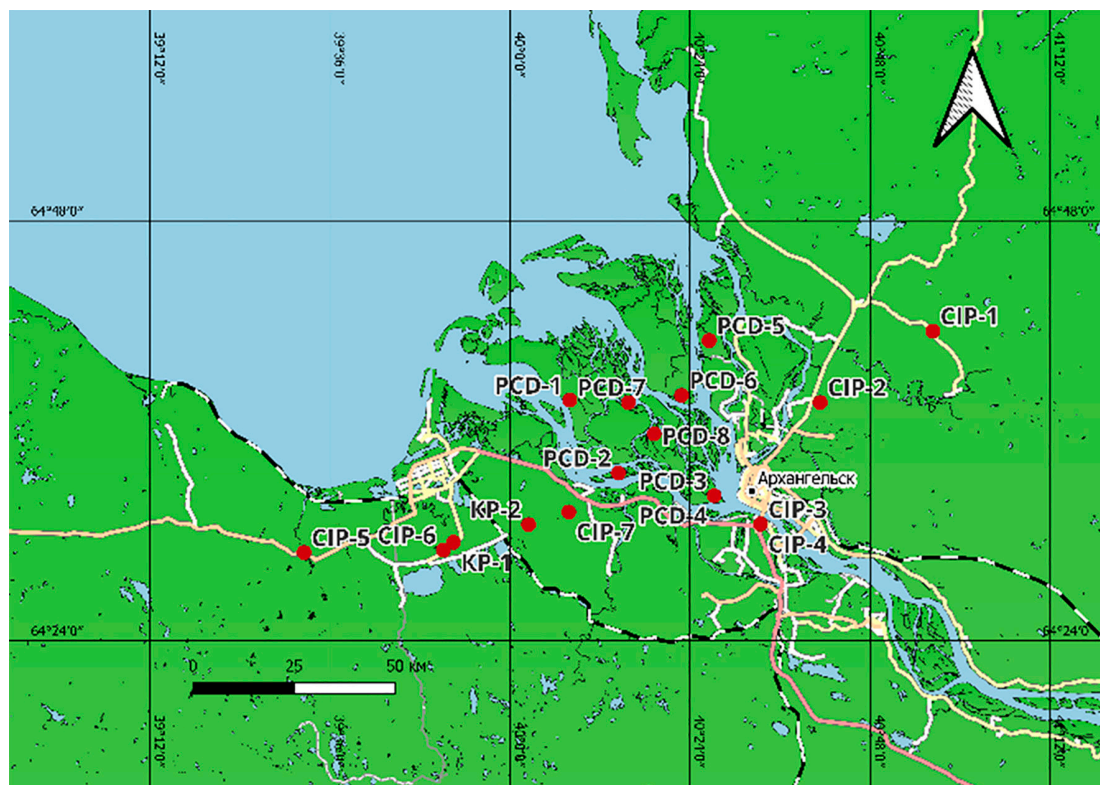 39°12'0"
39°36'0"
40°0'0"
40°21'0"
40°48'0"
41°12'0"
64°48'0"
64°48'0"
CIP-1
PCD-5
PCD-1
PCD-7
PCD-6
CIP-2
PCD-8
PCD-2
PCD-3
Архангельск
KP-2
PCD-4
CIP-3
CIP-5
CIP-6
CIP-7
CIP-4
KP-1
64°24'0"
64°24'0"
0
25
50 км
39°12'0"
39°36'0"
40°0'0"
40°21'0"
40°48'0"